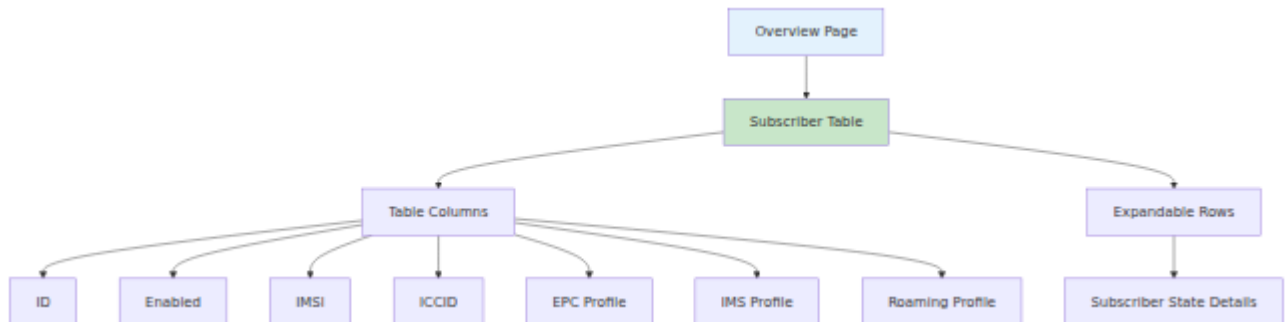 Overview Page
Subscriber Table
Table Columns
Expandable Rows
ID
Enabled
IMSI
ICCID
EPC Profile
IMS Profile
Roaming Profile
Subscriber State Details